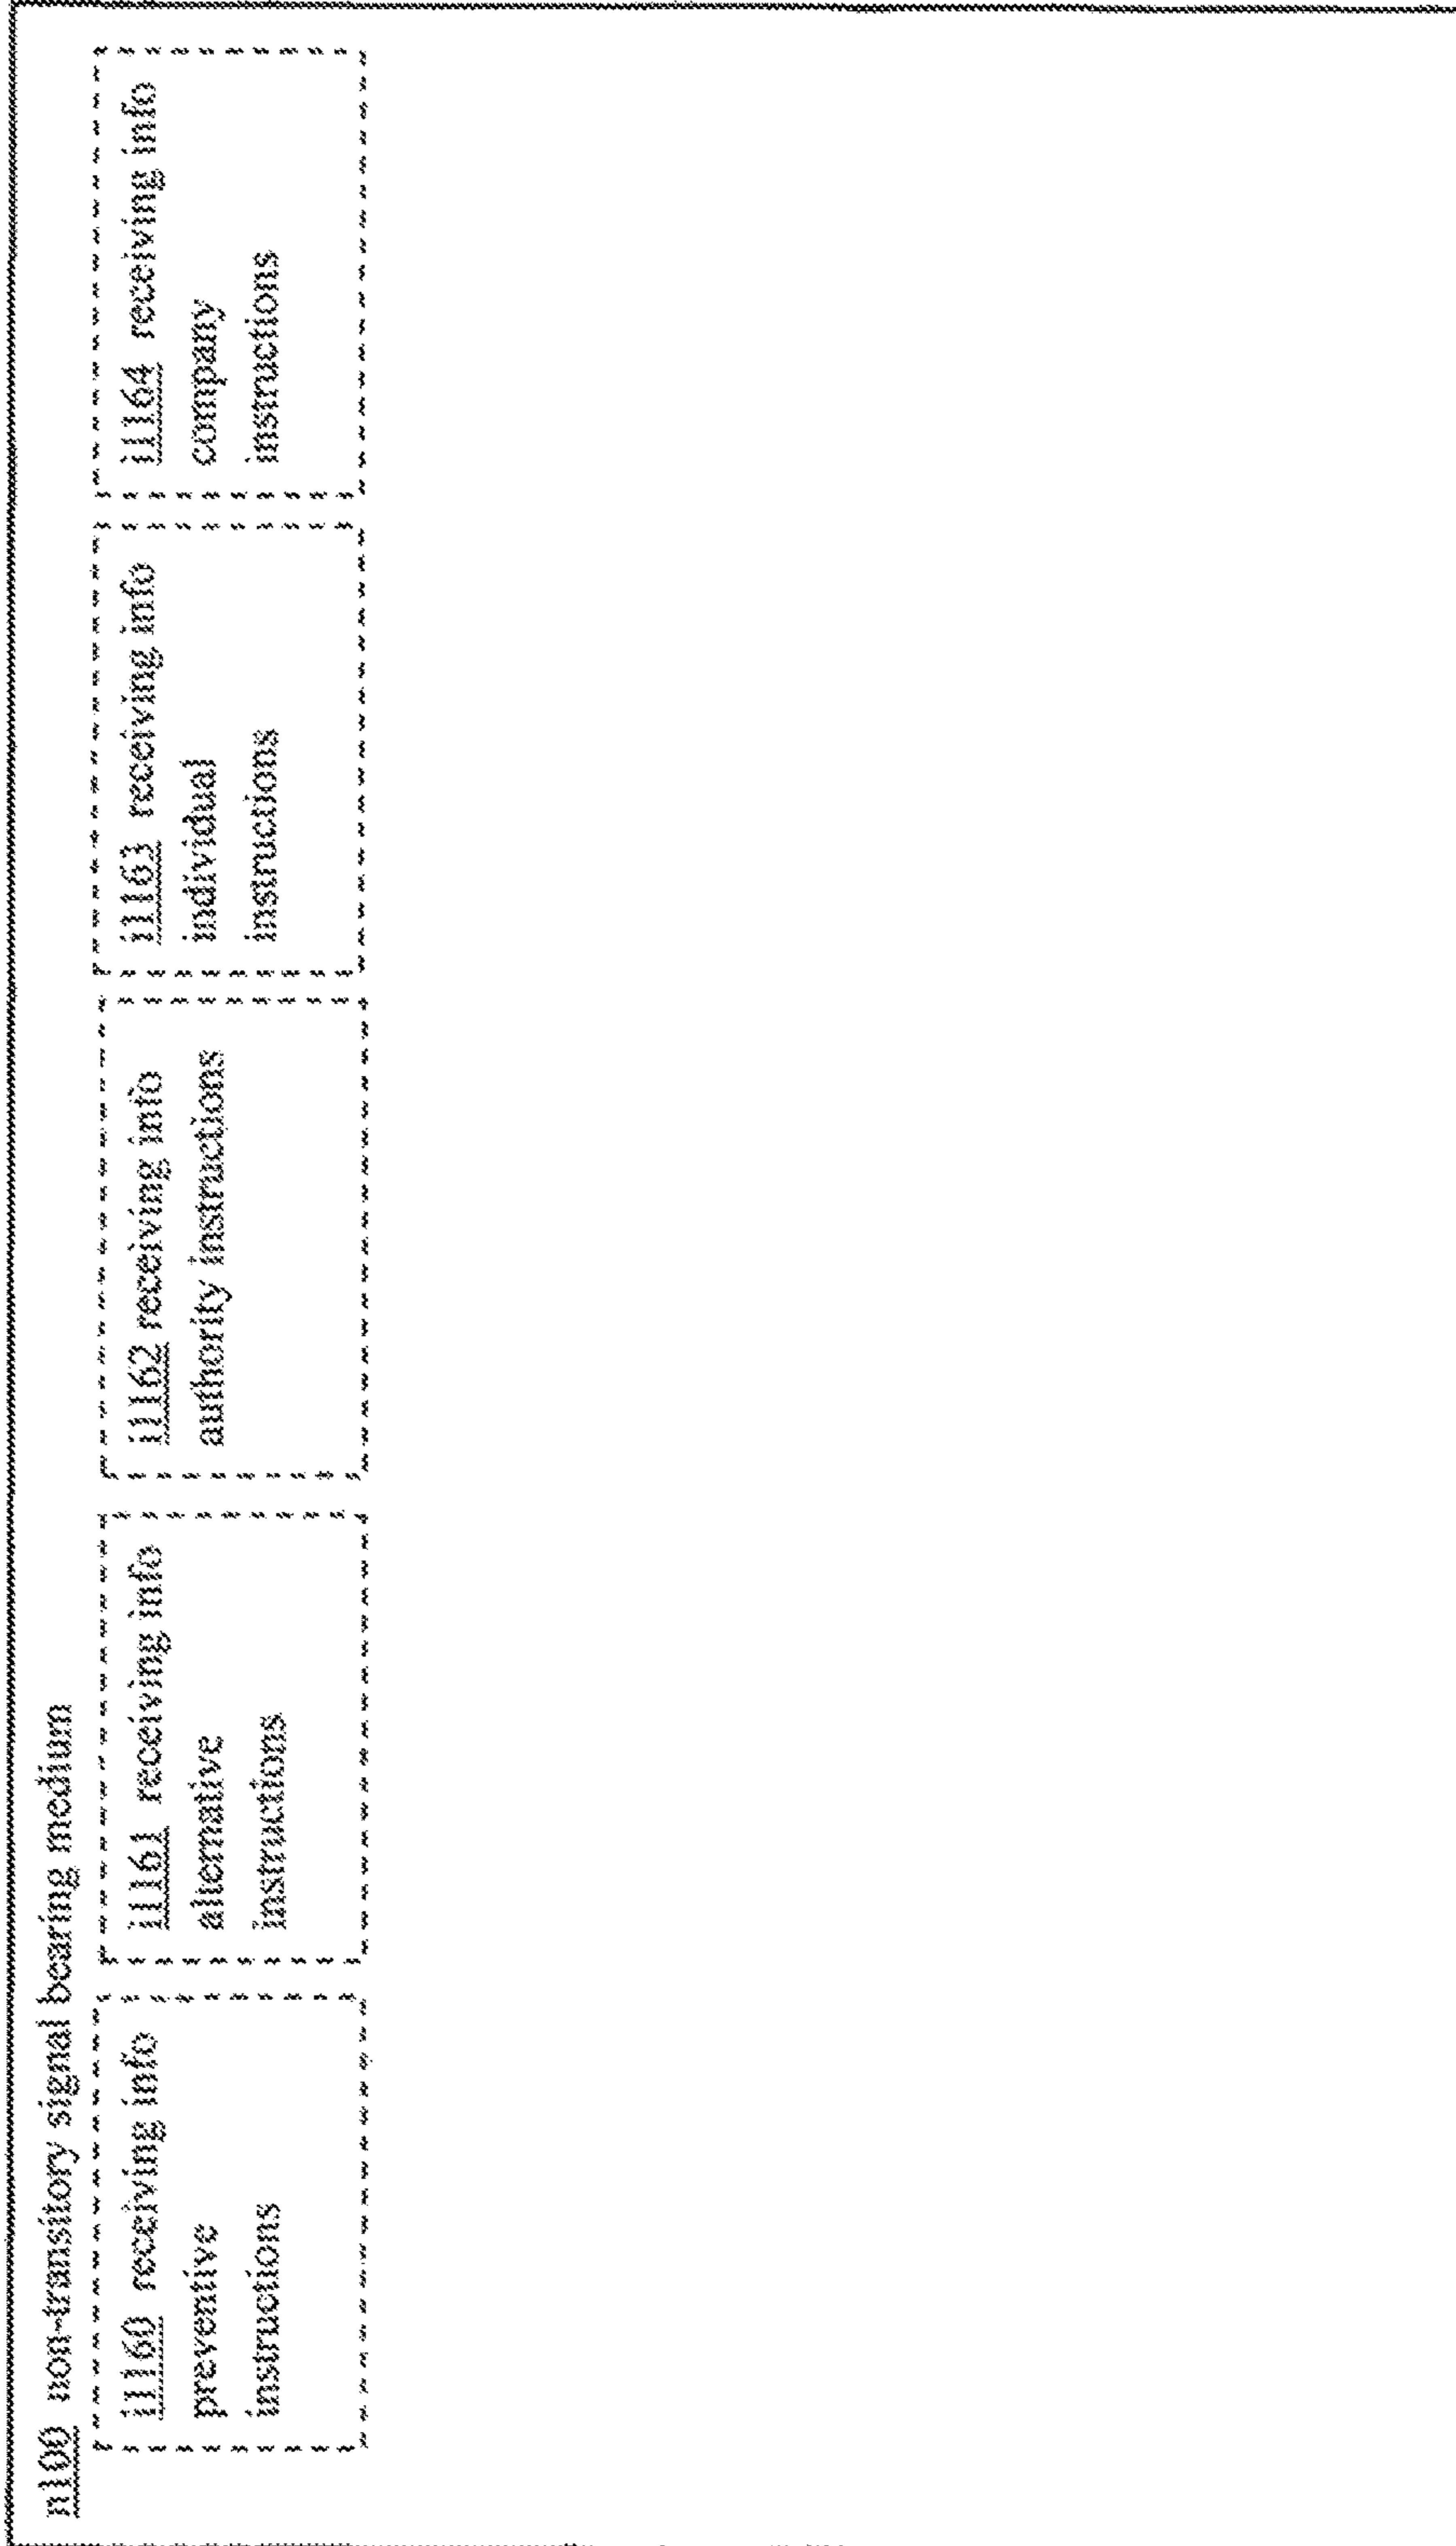 n100 non-transitory signal bearing medium
i1160 receiving info
preventive
instructions
i1161 receiving info
alternative
instructions
i1162 receiving info
authority instructions
i1163 receiving info
individual
instructions
i1164 receiving info
company
instructions